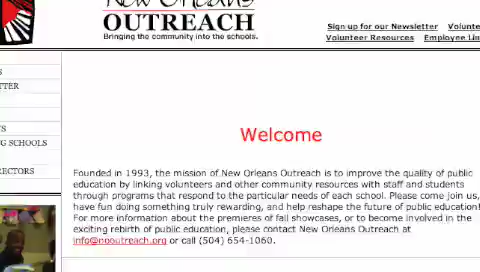 New Orleans
OUTREACH
Bringing the community into the schools.
Sign up for our Newsletter
Volunteer Resources Employee
TTER
SCHOOLS
Welcome
Founded in 1993, the mission of New Orleans Outreach is to improve the quality of public
education by linking volunteers and other community resources with staff and students
through programs that respond to the particular needs of each school. Please come join us,
have fun doing something truly rewarding, and help reshape the future of public education!
For more information about the premieres of fall showcases, or to become involved in the
exciting rebirth of public education, please contact New Orleans Outreach at
info@nooutreach.org or call (504) 654-1060.